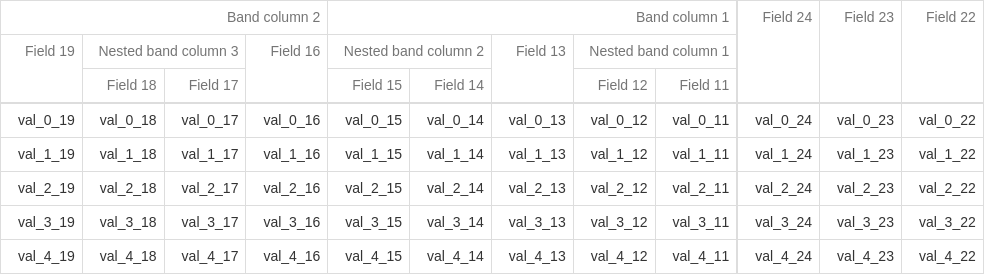 Band column 2 Band column 1 Field 24 Field 23 Field 22
Field 19 Nested band column 3 Field 16 Nested band column 2 Field 13 Nested band column 1
Field 18 Field 17 Field 15 Field 14 Field 12 Field 11
val_0_19 val_0_18 val_0_17 val_0_16 val_0_15 val_0_14 val_0_13 val_0_12 val_0_11 val_0_24 val_0_23 val_0_22
val_1_19 val_1_18 val_1_17 val_1_16 val_1_15 val_1_14 val_1_13 val_1_12 val_1_11 val_1_24 val_1_23 val_1_22
val_2_19 val_2_18 val_2_17 val_2_16 val_2_15 val_2_14 val_2_13 val_2_12 val_2_11 val_2_24 val_2_23 val_2_22
val_3_19 val_3_18 val_3_17 val_3_16 val_3_15 val_3_14 val_3_13 val_3_12 val_3_11 val_3_24 val_3_23 val_3_22
val_4_19 val_4_18 val_4_17 val_4_16 val_4_15 val_4_14 val_4_13 val_4_12 val_4_11 val_4_24 val_4_23 val_4_22